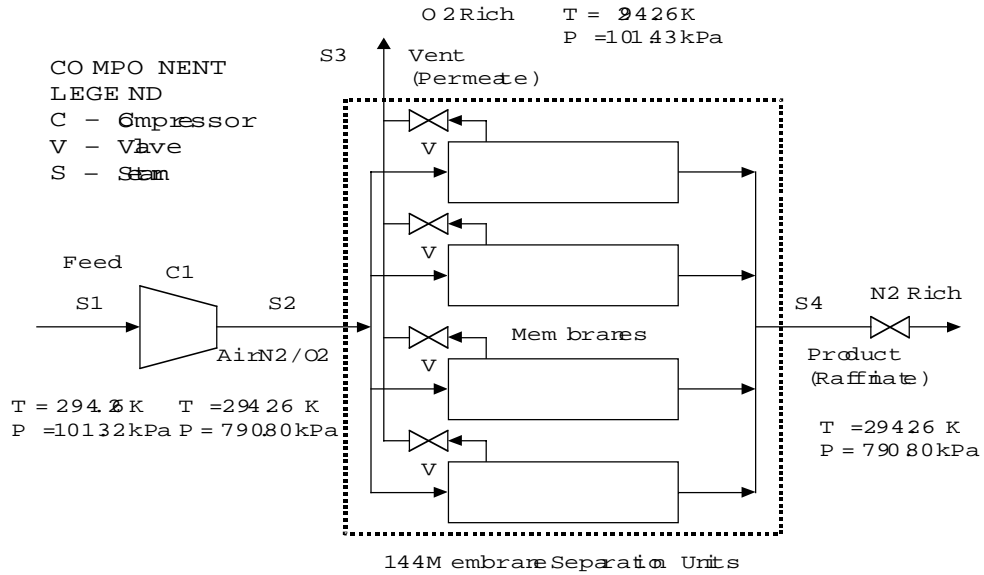 O2 Rich
T = 294.26 K
P = 101.43 kPa
S3
Vent
(Permeate)
COMPONENT
LEGEND
C - Compressor
V - Valve
S - Stream
V
V
Feed
C1
S1
S2
S4
N2 Rich
Membranes
Air N2/O2
V
Product
(Raffinate)
T = 294.26 K
P = 101.32 kPa
T = 294.26 K
P = 790.80 kPa
T = 294.26 K
P = 790.80 kPa
V
144 Membrane Separation Units